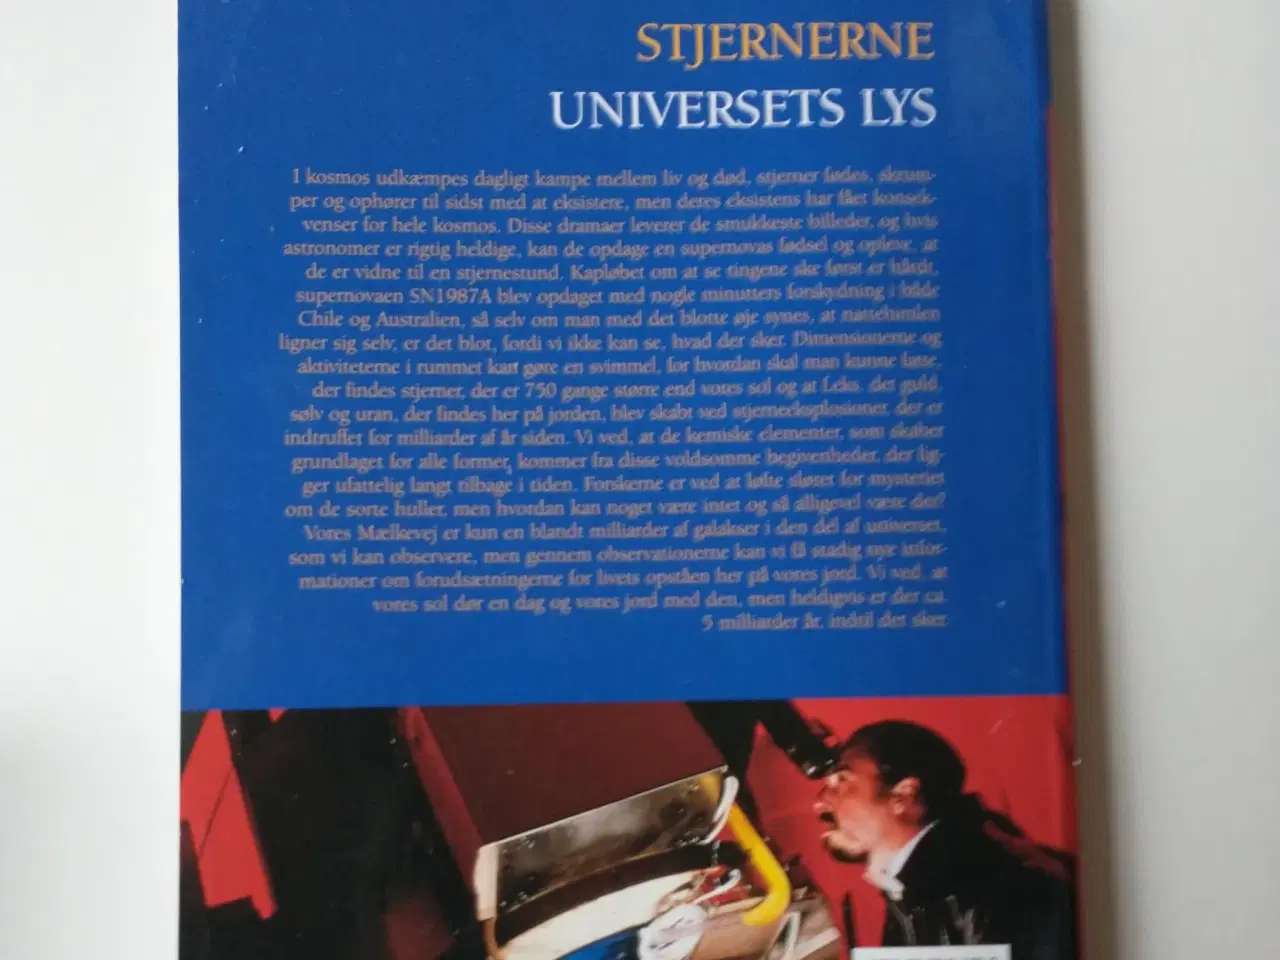 STJERNERNE
UNIVERSETS LYS
I kosmos udkæmpes dagligt kampe mellem liv og død, stjerner fødes, skrum-
per og ophører til sidst med at eksistere, men deres eksistens har fået konsek-
venser for hele kosmos. Disse dramaer leverer de smukkeste billeder, og hvis
astronomer er rigtig heldige, kan de opdage en supernovas fødsel og opleve, at
de er vidne til en stjernestund. Kapløbet om at se tingene ske først er hårdt,
supernovaen SN1987A blev opdaget med nogle minutters forskydning i både
Chile og Australien, så selv om man med det blotte øje synes, at nattehimlen
ligner sig selv, er det blot, fordi vi ikke kan se, hvad der sker. Dimensionerne og
aktiviteterne i rummet kan gøre en svimmel, for hvordan skal man kunne fatte,
der findes stjerner, der er 750 gange større end vores sol og at f.eks. det guld,
sølv og uran, der findes her på jorden, blev skabt ved stjerneeksplosioner, der er
indtruffet for milliarder af år siden. Vi ved, at de kemiske elementer, som skaber
grundlaget for alle former, kommer fra disse voldsomme begivenheder, der lig-
ger ufattelig langt tilbage i tiden. Forskerne er ved at løfte sløret for mysteriet
om de sorte huller, men hvordan kan noget være intet og så alligevel være der?
Vores Mælkevej er kun en blandt milliarder af galakser i den del af universet,
som vi kan observere, men gennem observationerne kan vi få stadig nye infor-
mationer om forudsætningerne for livets opståen her på vores jord. Vi ved, at
vores sol dør en dag og vores jord med den, men heldigvis er der ca.
5 milliarder år, indtil det sker.